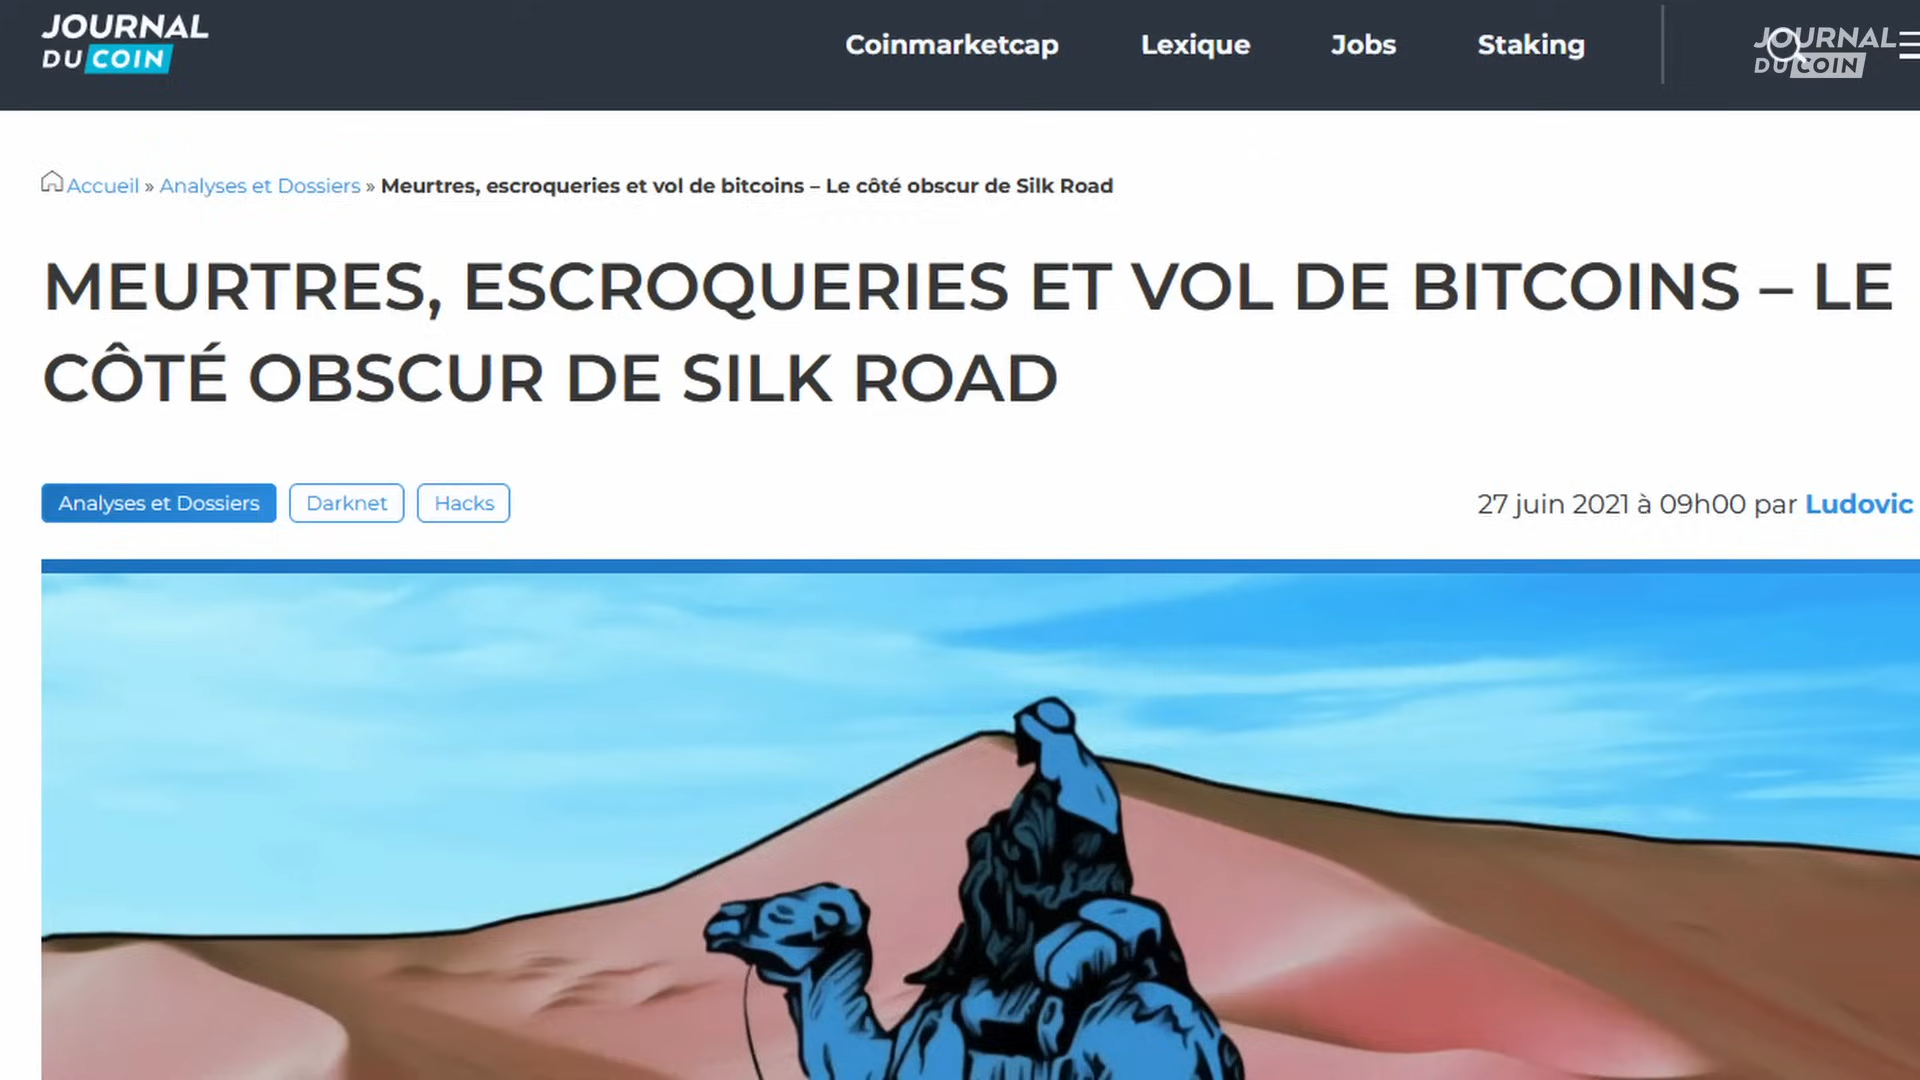 JOURNAL
DU COIN
Coinmarketcap Lexique Jobs Staking
JOURNAL
DU COIN
Accueil » Analyses et Dossiers » Meurtres, escroqueries et vol de bitcoins – Le côté obscur de Silk Road
MEURTRES, ESCROQUERIES ET VOL DE BITCOINS – LE
CÔTÉ OBSCUR DE SILK ROAD
Analyses et Dossiers Darknet Hacks
27 juin 2021 à 09h00 par Ludovic